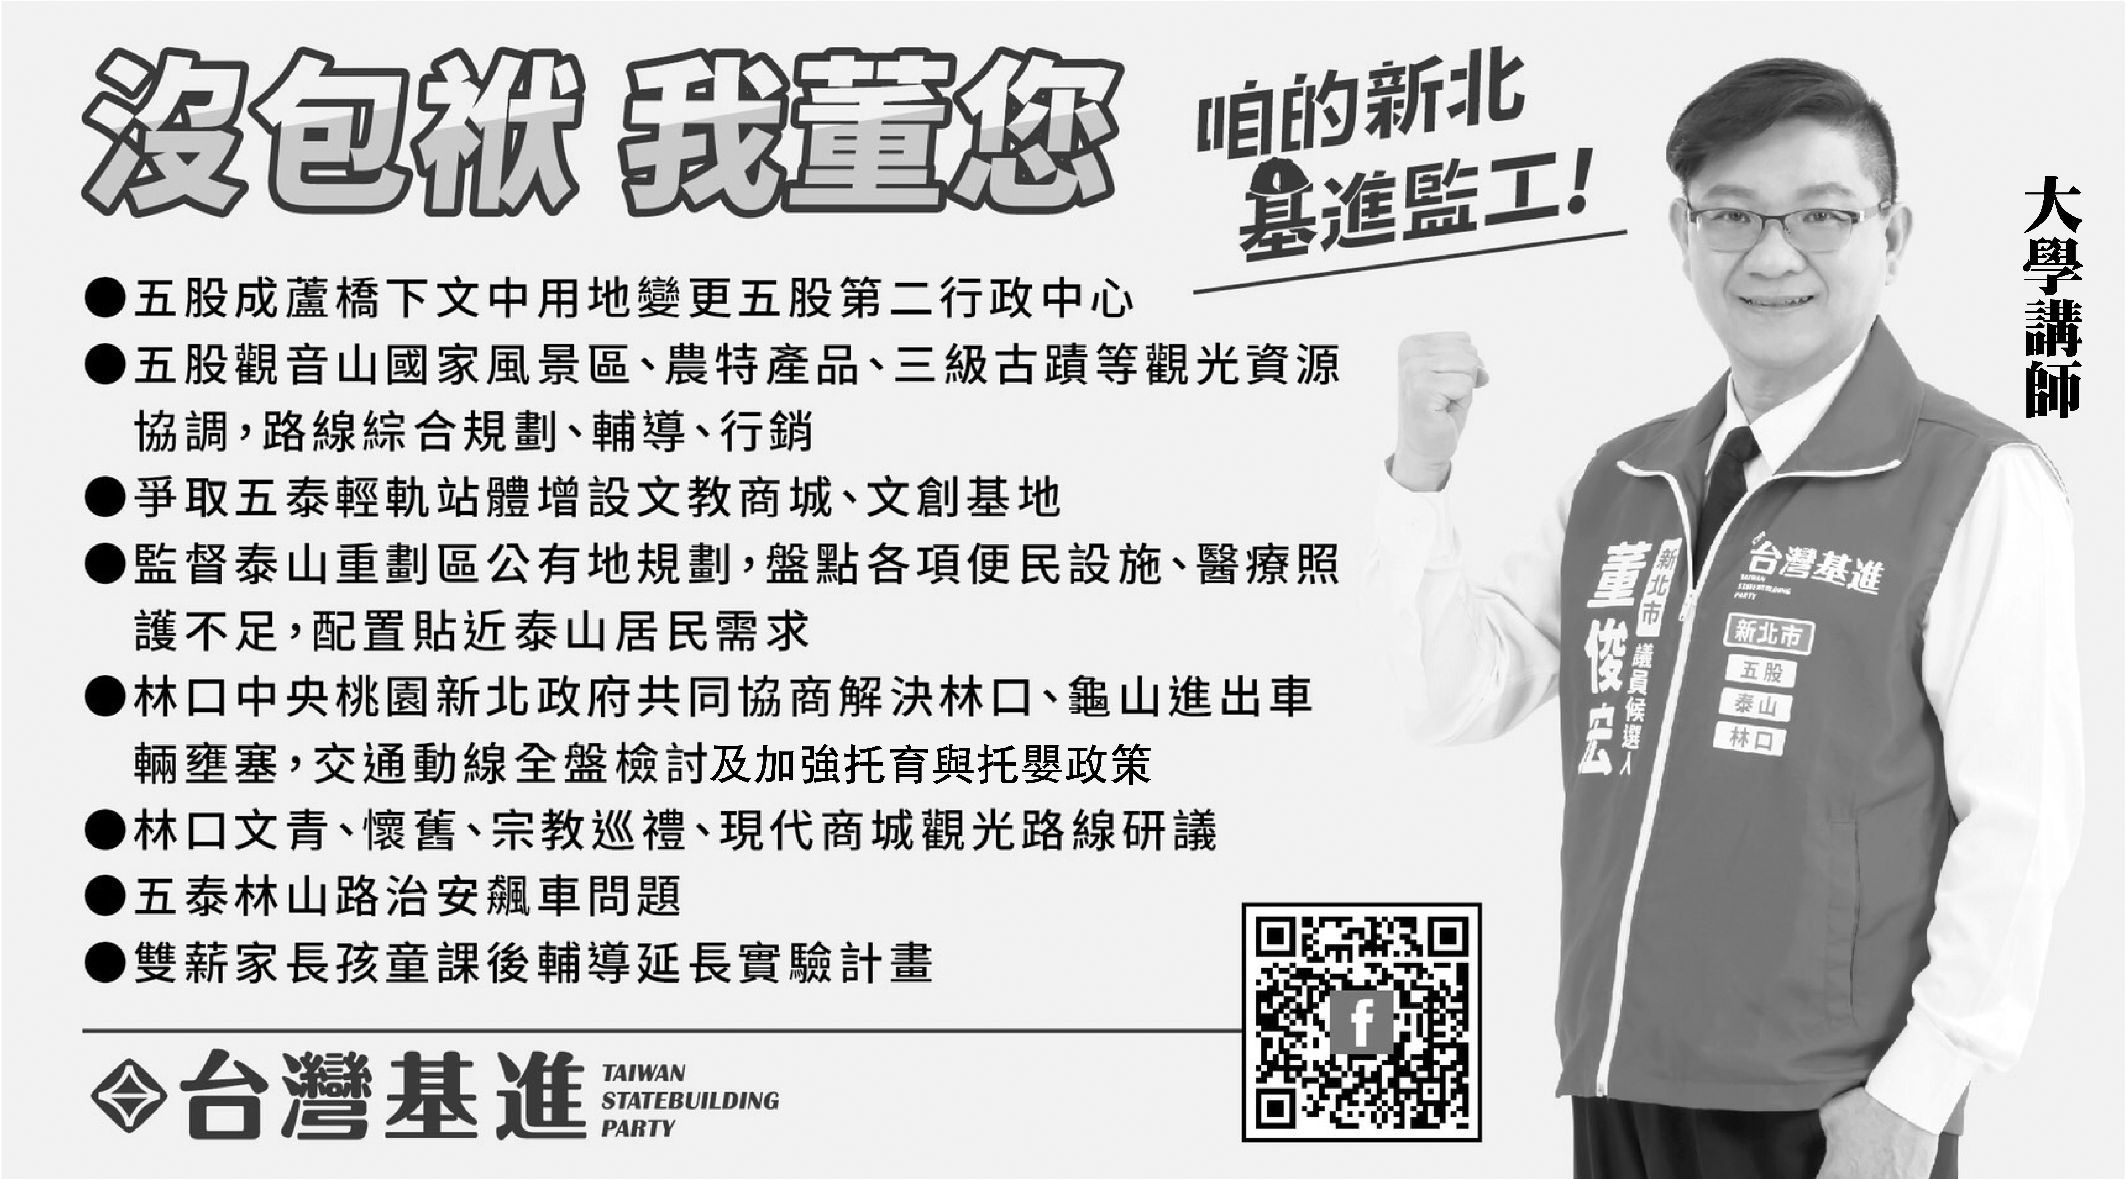 沒包袱 我董您
咱的新北
基進監工!
大學講師
●五股成蘆橋下文中用地變更五股第二行政中心
●五股觀音山國家風景區、農特產品、三級古蹟等觀光資源
協調,路線綜合規劃、輔導、行銷
●爭取五泰輕軌站體增設文教商城、文創基地
●監督泰山重劃區公有地規劃,盤點各項便民設施、醫療照
護不足,配置貼近泰山居民需求
●林口中央桃園新北政府共同協商解決林口、龜山進出車
輛壅塞,交通動線全盤檢討及加強托育與托嬰政策
●林口文青、懷舊、宗教巡禮、現代商城觀光路線研議
●五泰林山路治安飆車問題
●雙薪家長孩童課後輔導延長實驗計畫
新北市
議員候選人
董俊宏
台灣基進
TAIWAN
STATEBUILDING
PARTY
新北市
五股
泰山
林口
f
台灣基進
TAIWAN
STATEBUILDING
PARTY